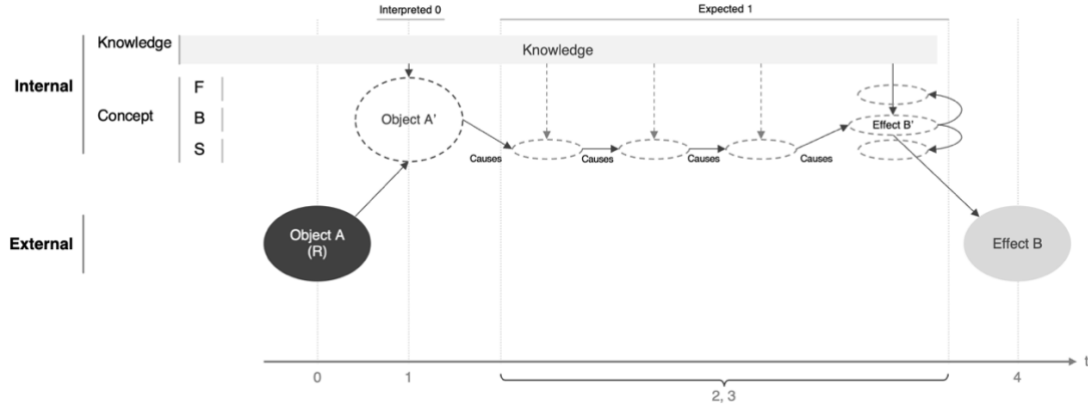 Interpreted 0
Expected 1
Knowledge
Knowledge
Internal
Concept
F
B
S
Object A'
Effect B'
Causes
Causes
Causes
Causes
External
Object A
(R)
Effect B
t
0
1
2, 3
4